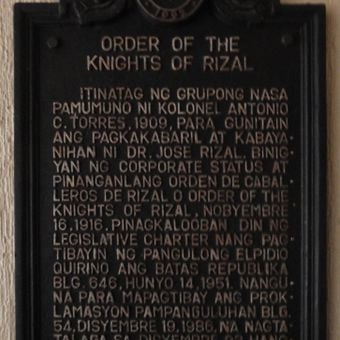 ORDER OF THE
KNIGHTS OF RIZAL
ITINATAG NG GRUPONG NASA
PAMUMUNO NI KOLONEL ANTONIO
C. TORRES, 1909, PARA GUNITAIN
ANG PAGKAKABARIL AT KABAYA-
NIHAN NI DR. JOSE RIZAL. BINIG-
YAN NG CORPORATE STATUS AT
PINANGANLANG ORDEN DE CABAL-
LEROS DE RIZAL O ORDER OF THE
KNIGHTS OF RIZAL, NOBYEMBRE
16, 1916, PINAGKALOOBAN DIN NG
LEGISLATIVE CHARTER NANG PAG-
TIBAYIN NG PANGULONG ELPIDIO
QUIRINO ANG BATAS REPUBLIKA
BLG. 646, HUNYO 14, 1951. NANGU-
NA PARA MAPAGTIBAY ANG PROK-
LAMASYON PAMPANGULUHAN BLG.
54, DISYEMBRE 19, 1986, NA NAGTA-